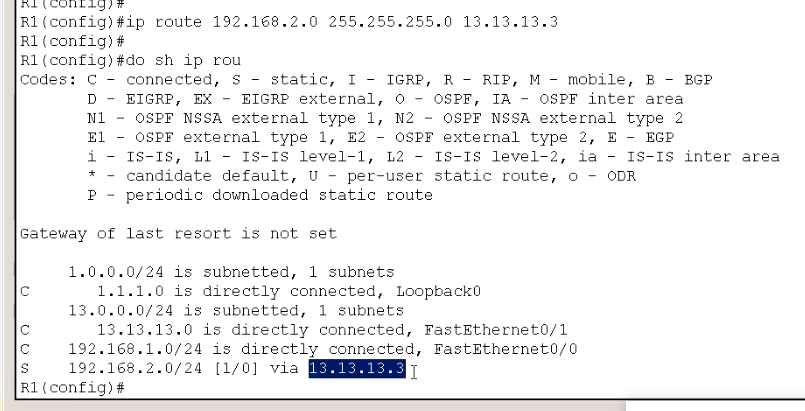 R1(config)#
R1(config)#ip route 192.168.2.0 255.255.255.0 13.13.13.3
R1(config)#
R1(config)#do sh ip rou
Codes: C - connected, S - static, I - IGRP, R - RIP, M - mobile, B - BGP
D - EIGRP, EX - EIGRP external, O - OSPF, IA - OSPF inter area
N1 - OSPF NSSA external type 1, N2 - OSPF NSSA external type 2
E1 - OSPF external type 1, E2 - OSPF external type 2, E - EGP
i - IS-IS, L1 - IS-IS level-1, L2 - IS-IS level-2, ia - IS-IS inter area
* - candidate default, U - per-user static route, o - ODR
P - periodic downloaded static route
Gateway of last resort is not set
1.0.0.0/24 is subnetted, 1 subnets
C 1.1.1.0 is directly connected, Loopback0
13.0.0.0/24 is subnetted, 1 subnets
C 13.13.13.0 is directly connected, FastEthernet0/1
C 192.168.1.0/24 is directly connected, FastEthernet0/0
S 192.168.2.0/24 [1/0] via 13.13.13.3
R1(config)#